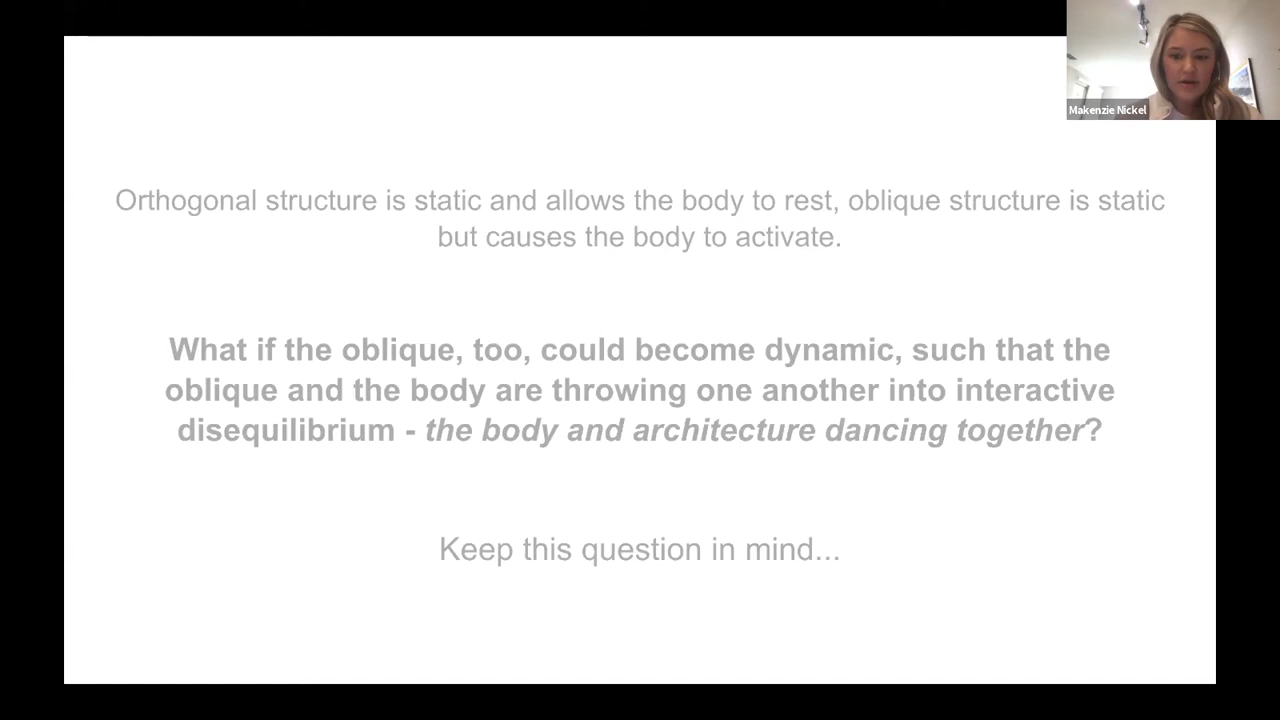 Makenzie Nickel
Orthogonal structure is static and allows the body to rest, oblique structure is static
but causes the body to activate.
What if the oblique, too, could become dynamic, such that the
oblique and the body are throwing one another into interactive
disequilibrium - the body and architecture dancing together?
Keep this question in mind...